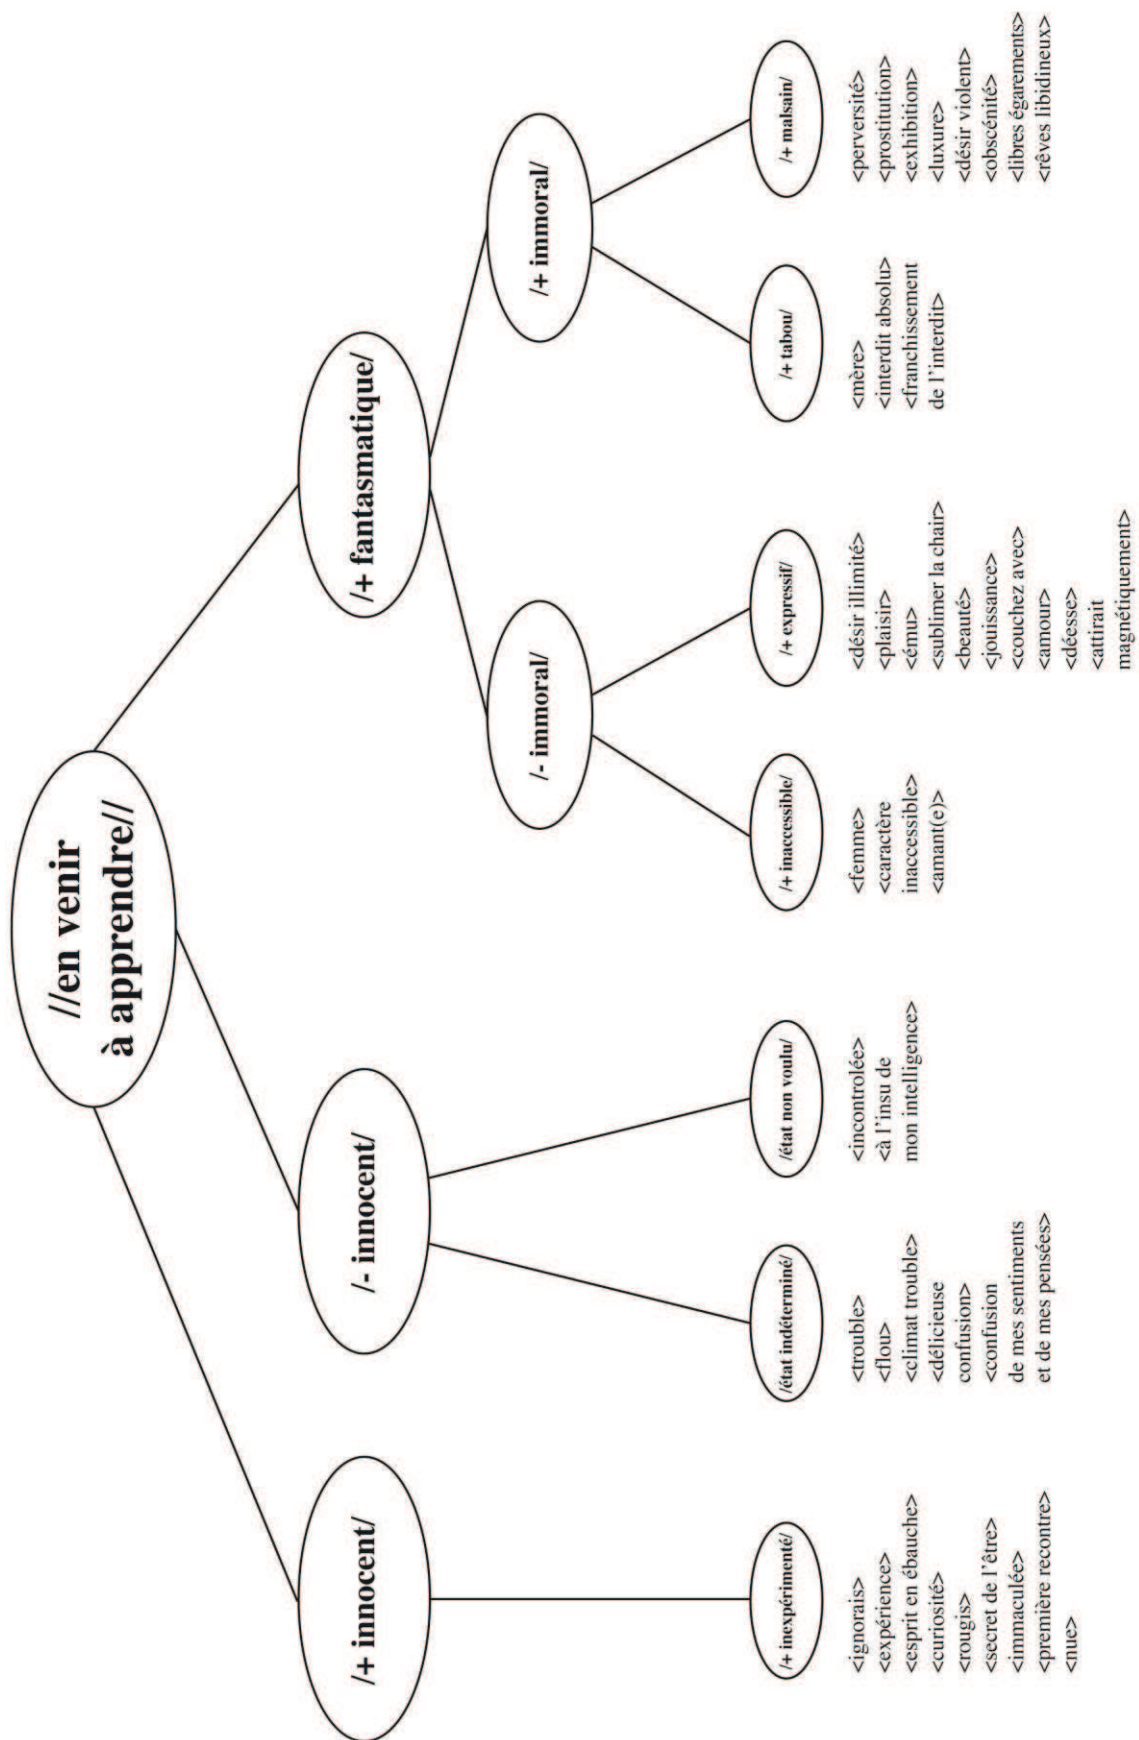 //en venir
à apprendre//
/+ innocent/
/- innocent/
/+ fantasmatique/
/- immoral/
/+ immoral/
/+ inexpérimenté/
/état indéterminé/
/état non voulu/
/+ inaccessible/
/+ expressif/
/+ tabou/
/+ malsain/
<ignorais>
<expérience>
<esprit en ébauche>
<curiosité>
<rougis>
<secret de l'être>
<immaculée>
<première recontre>
<nue>
<trouble>
<flou>
<climat trouble>
<délicieuse
confusion>
<confusion
de mes sentiments
et de mes pensées>
<incontrolée>
<à l'insu de
mon intelligence>
<femme>
<caractère
inaccessible>
<amant(e)>
<désir illimité>
<plaisir>
<ému>
<sublimer la chair>
<beauté>
<jouissance>
<couchez avec>
<amour>
<déesse>
<attirait
magnétiquement>
<mère>
<interdit absolu>
<franchissement
de l'interdit>
<perversité>
<prostitution>
<exhibition>
<luxure>
<désir violent>
<obscénité>
<libres égarements>
<rêves libidineux>